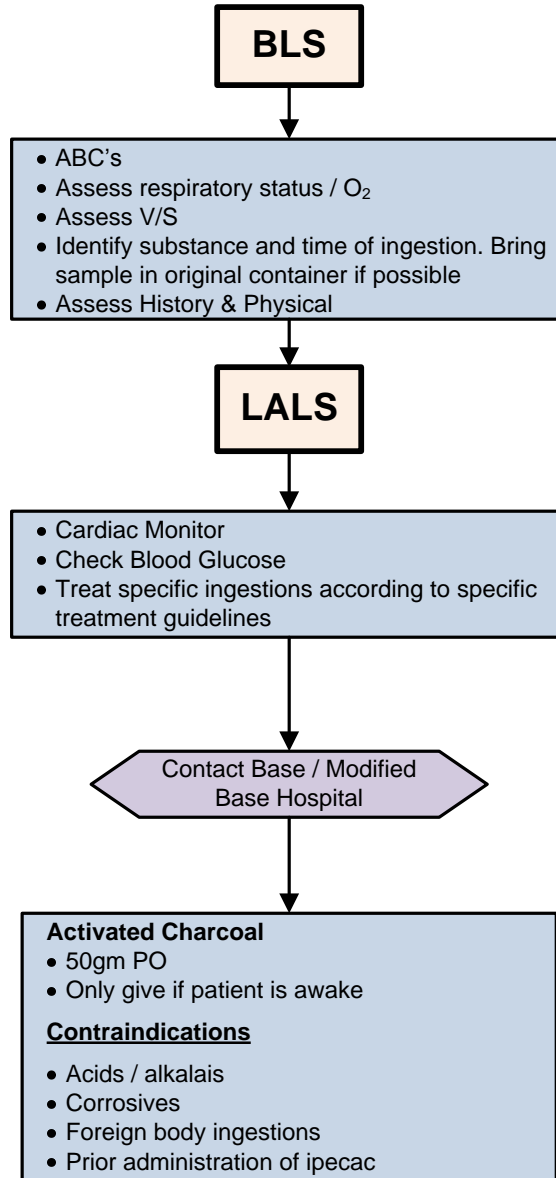 BLS
• ABC's
• Assess respiratory status / O₂
• Assess V/S
• Identify substance and time of ingestion. Bring
sample in original container if possible
• Assess History & Physical
LALS
• Cardiac Monitor
• Check Blood Glucose
• Treat specific ingestions according to specific
treatment guidelines
Contact Base / Modified
Base Hospital
Activated Charcoal
• 50gm PO
• Only give if patient is awake
Contraindications
• Acids / alkalais
• Corrosives
• Foreign body ingestions
• Prior administration of ipecac